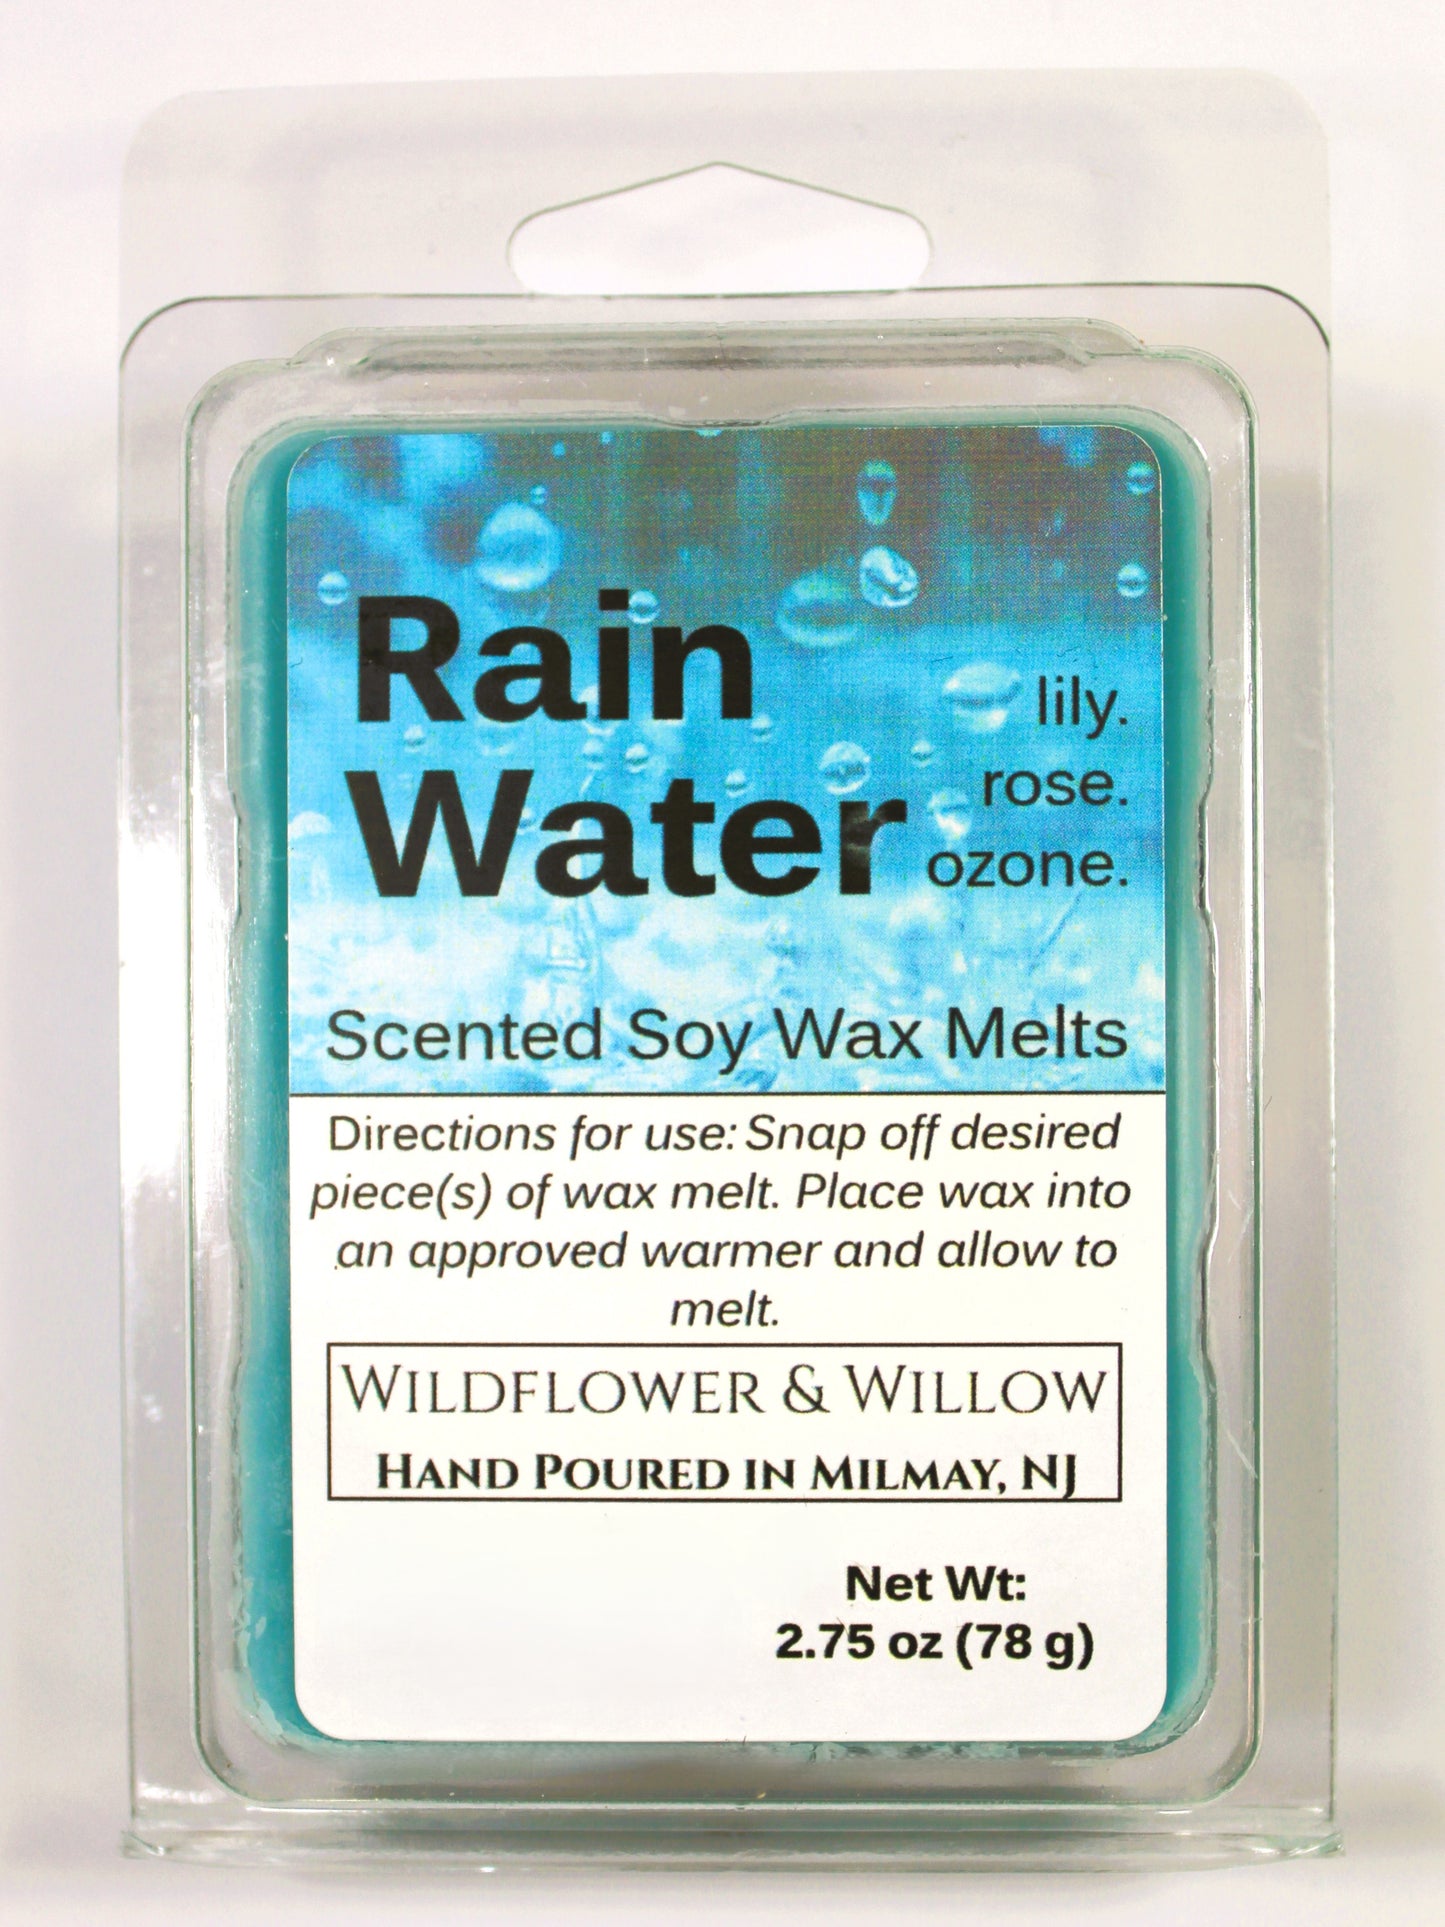 Rain
Water
lily.
rose.
ozone.
Scented Soy Wax Melts
Directions for use: Snap off desired
piece(s) of wax melt. Place wax into
an approved warmer and allow to
melt.
WILDFLOWER & WILLOW
HAND POURED IN MILMAY, NJ
Net Wt:
2.75 oz (78 g)